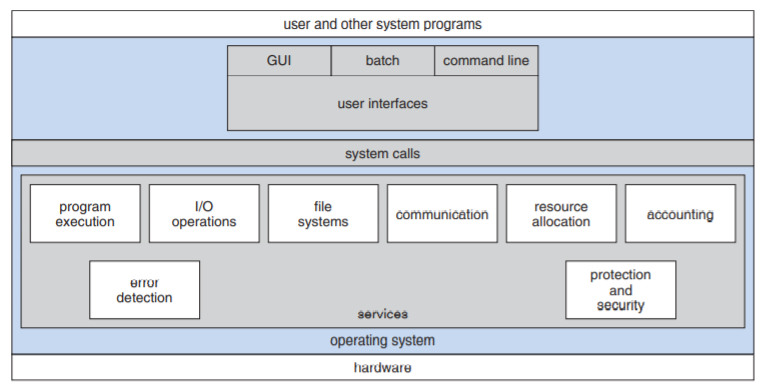 user and other system programs
GUI batch command line
user interfaces
system calls
program execution
I/O operations
file systems
communication
resource allocation
accounting
error detection
protection and security
services
operating system
hardware